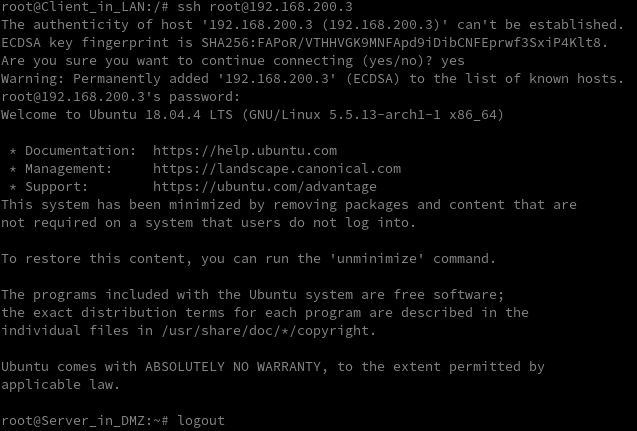 root@Client_in_LAN:/# ssh root@192.168.200.3
The authenticity of host '192.168.200.3 (192.168.200.3)' can't be established.
ECDSA key fingerprint is SHA256:FAPoR/VTHHVGK9MNFApd9iDibCNFEprwf3SxiP4Klt8.
Are you sure you want to continue connecting (yes/no)? yes
Warning: Permanently added '192.168.200.3' (ECDSA) to the list of known hosts.
root@192.168.200.3's password:
Welcome to Ubuntu 18.04.4 LTS (GNU/Linux 5.5.13-arch1-1 x86_64)
* Documentation:  https://help.ubuntu.com
* Management:     https://landscape.canonical.com
* Support:        https://ubuntu.com/advantage
This system has been minimized by removing packages and content that are
not required on a system that users do not log into.
To restore this content, you can run the 'unminimize' command.
The programs included with the Ubuntu system are free software;
the exact distribution terms for each program are described in the
individual files in /usr/share/doc/*/copyright.
Ubuntu comes with ABSOLUTELY NO WARRANTY, to the extent permitted by
applicable law.
root@Server_in_DMZ:~# logout